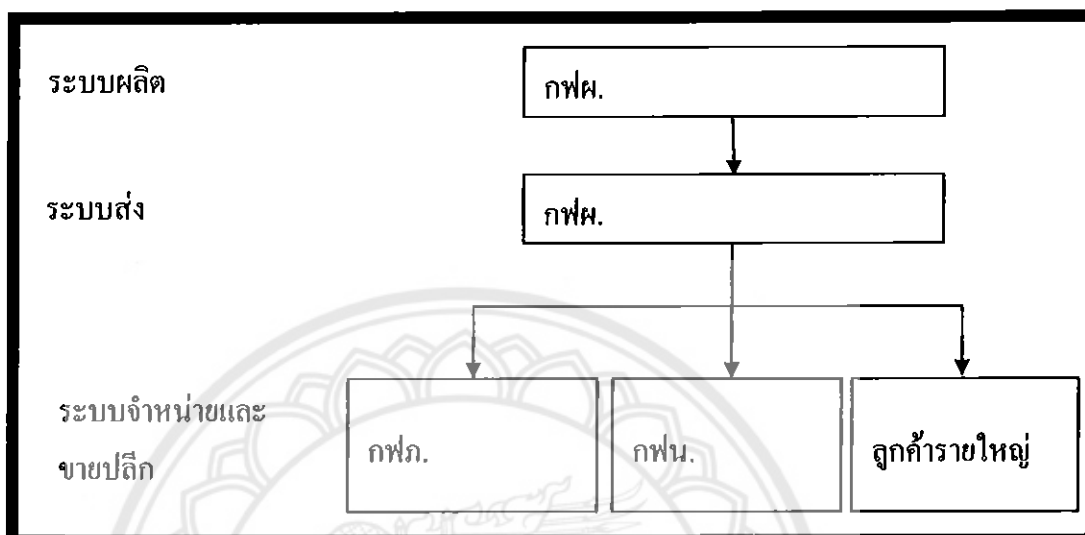 ระบบผลิต
กฟผ.
ระบบส่ง
กฟผ.
ระบบจำหน่ายและ
ขายปลีก
กฟภ.
กฟน.
ลูกค้ารายใหญ่